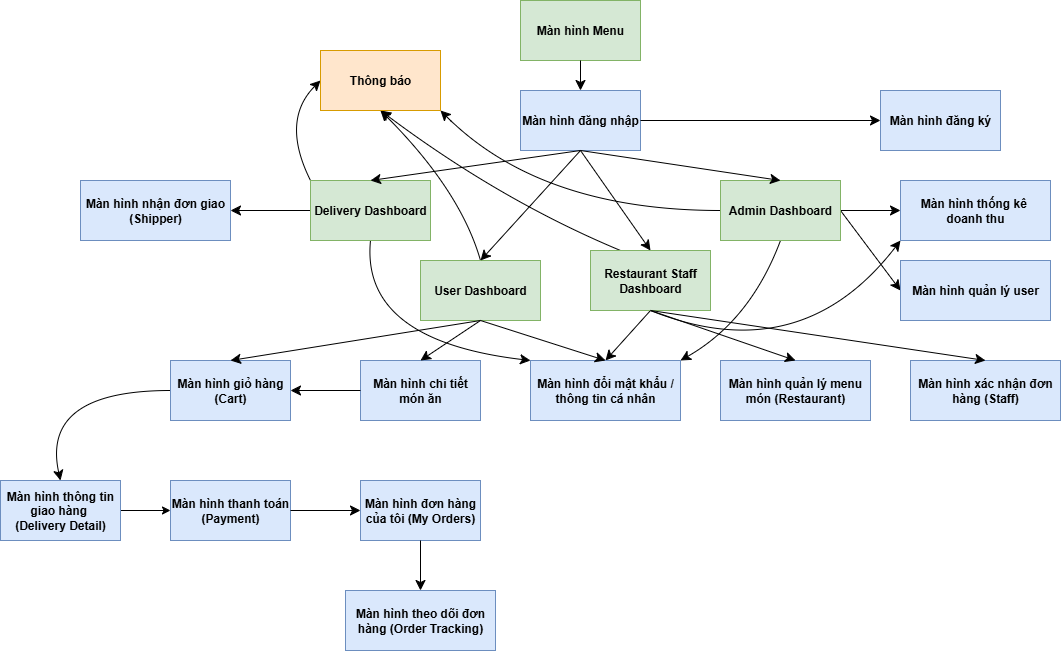 Màn hình Menu
Thông báo
Màn hình đăng nhập
Màn hình đăng ký
Màn hình nhận đơn giao
(Shipper)
Delivery Dashboard
Admin Dashboard
Màn hình thống kê
doanh thu
User Dashboard
Restaurant Staff
Dashboard
Màn hình quản lý user
Màn hình giỏ hàng
(Cart)
Màn hình chi tiết
món ăn
Màn hình đổi mật khẩu /
thông tin cá nhân
Màn hình quản lý menu
món (Restaurant)
Màn hình xác nhận đơn
hàng (Staff)
Màn hình thông tin
giao hàng
(Delivery Detail)
Màn hình thanh toán
(Payment)
Màn hình đơn hàng
của tôi (My Orders)
Màn hình theo dõi đơn
hàng (Order Tracking)